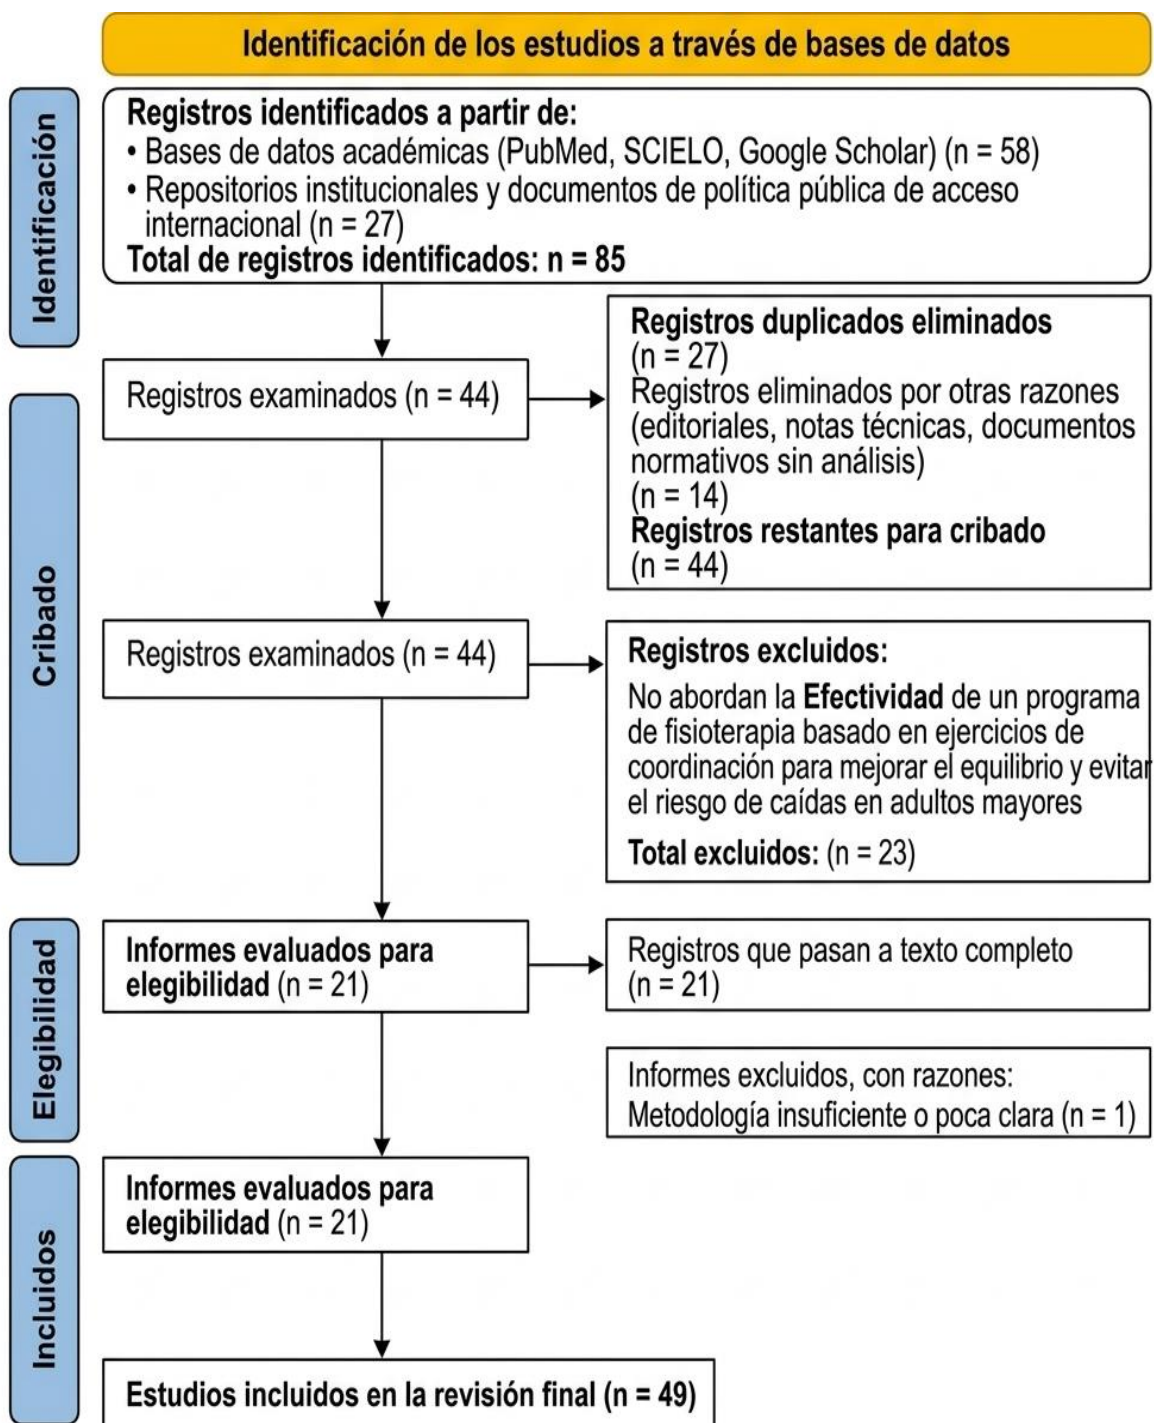 Identificación de los estudios a través de bases de datos
Identificación
Registros identificados a partir de:
• Bases de datos académicas (PubMed, SCIELO, Google Scholar) (n = 58)
• Repositorios institucionales y documentos de política pública de acceso
internacional (n = 27)
Total de registros identificados: n = 85
Registros examinados (n = 44)
Registros duplicados eliminados
(n = 27)
Registros eliminados por otras razones
(editoriales, notas técnicas, documentos
normativos sin análisis)
(n = 14)
Registros restantes para cribado
(n = 44)
Cribado
Registros examinados (n = 44)
Registros excluidos:
No abordan la Efectividad de un programa
de fisioterapia basado en ejercicios de
coordinación para mejorar el equilibrio y evitar
el riesgo de caídas en adultos mayores
Total excluidos: (n = 23)
Elegibilidad
Informes evaluados para
elegibilidad (n = 21)
Registros que pasan a texto completo
(n = 21)
Informes excluidos, con razones:
Metodología insuficiente o poca clara (n = 1)
Incluidos
Informes evaluados para
elegibilidad (n = 21)
Estudios incluidos en la revisión final (n = 49)